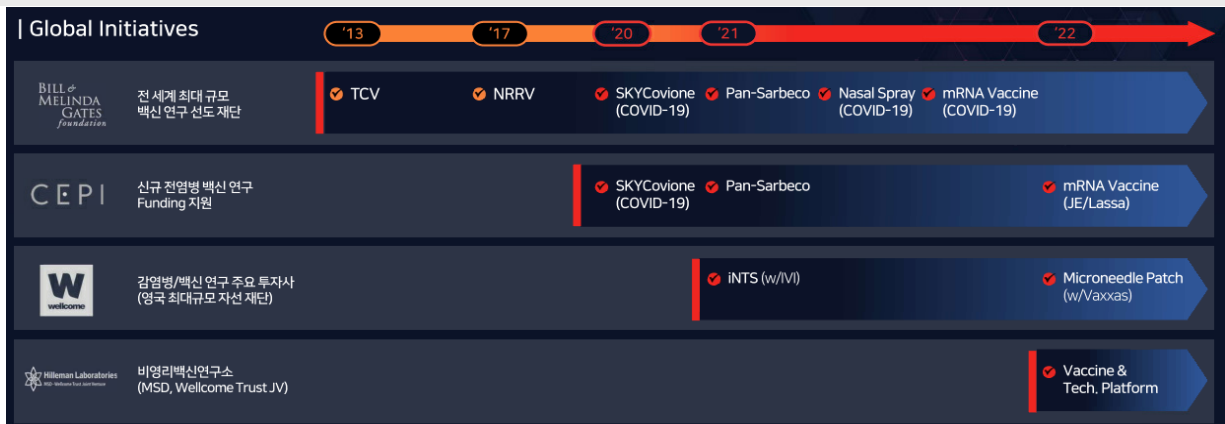 | Global Initiatives
'13 '17 '20 '21 '22
BILL &
MELINDA
GATES
foundation
전 세계 최대 규모
백신 연구 선도 재단
TCV
NRRV
SKYCovione
(COVID-19)
Pan-Sarbeco
Nasal Spray
(COVID-19)
mRNA Vaccine
(COVID-19)
CEPI
신규 전염병 백신 연구
Funding 지원
SKYCovione
(COVID-19)
Pan-Sarbeco
mRNA Vaccine
(JE/Lassa)
W
wellcome
감염병/백신 연구 주요 투자사
(영국 최대규모 자선 재단)
iNTS (w/IVI)
Microneedle Patch
(w/Vaxxas)
Hilleman Laboratories
MSD-Wellcome Trust Joint Venture
비영리백신연구소
(MSD, Wellcome Trust JV)
Vaccine &
Tech. Platform